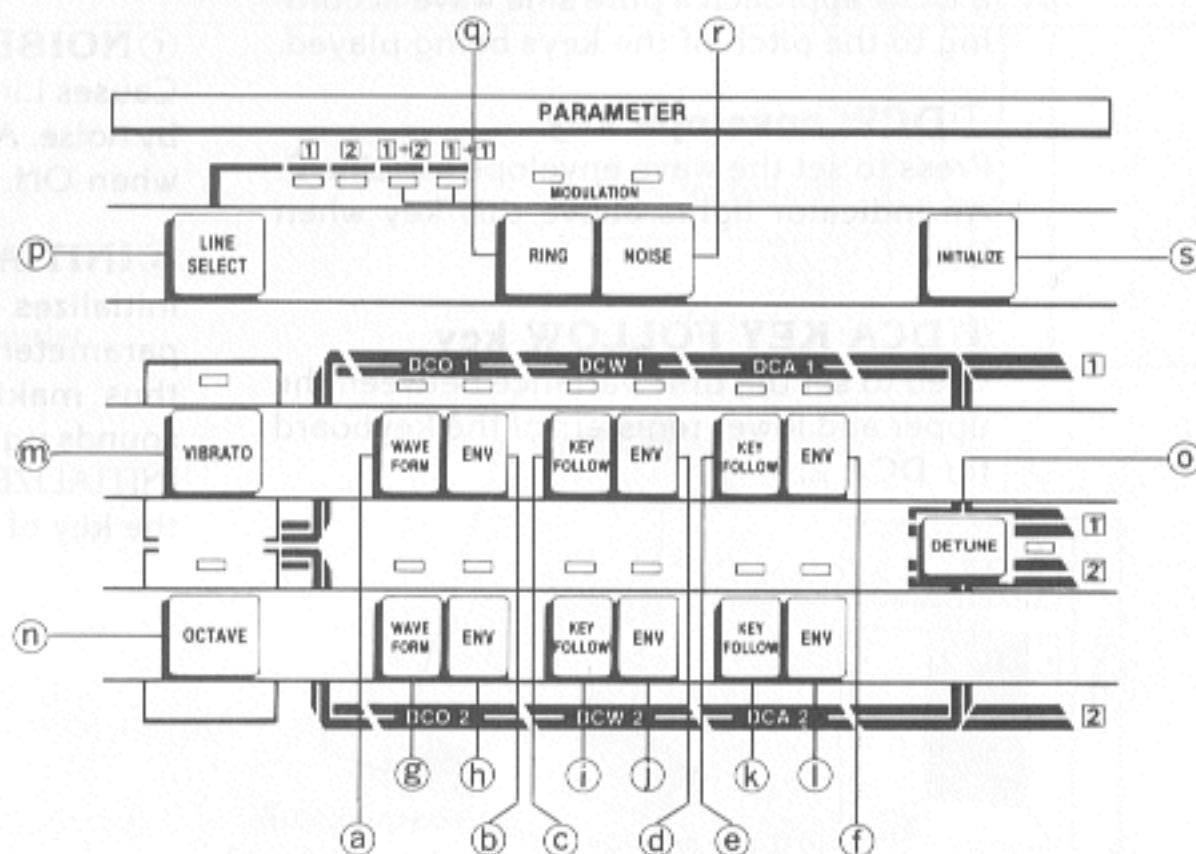 q r
PARAMETER
1 2 1+2' 1+1'
MODULATION
p LINE SELECT RING NOISE INITIALIZE s
DCO 1 DCW 1 DCA 1 1
m VIBRATO WAVE FORM ENV KEY FOLLOW ENV KEY FOLLOW ENV o
DETUNE 1
2
n OCTAVE WAVE FORM ENV KEY FOLLOW ENV KEY FOLLOW ENV
DCO 2 DCW 2 DCA 2 2
g h i j k l
a b c d e f